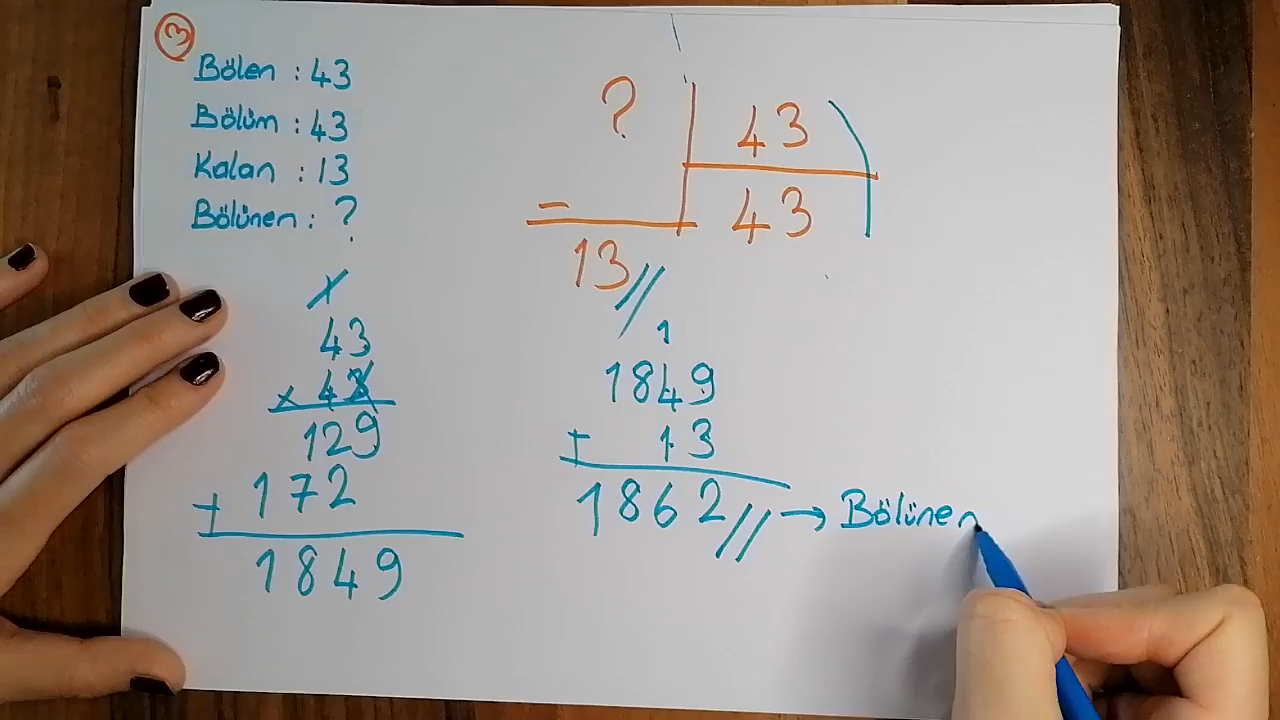 3
Bölen : 43
Bölüm : 43
Kalan : 13
Bölünen : ?
43
x 43
129
+ 172
1849
? 43
43
-
13
1
1849
+ 13
1862 → Bölünen